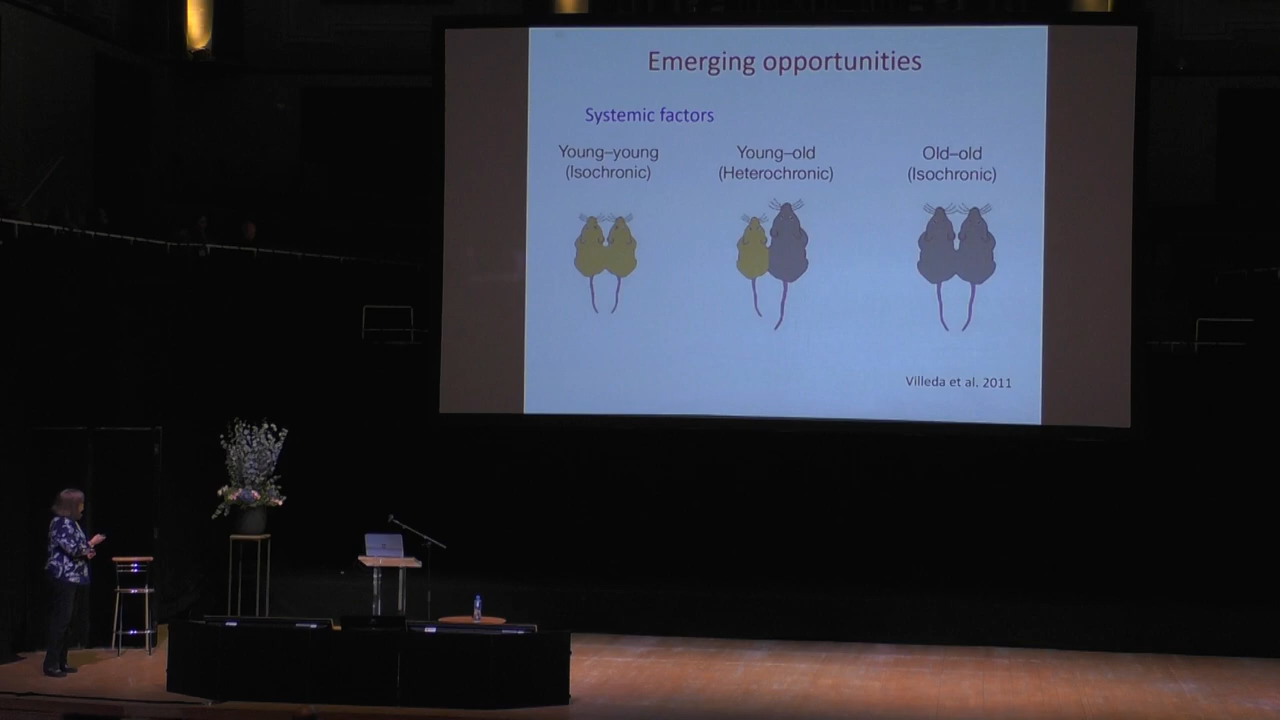 Emerging opportunities
Systemic factors
Young–young
(Isochronic)
Young–old
(Heterochronic)
Old–old
(Isochronic)
Villeda et al. 2011